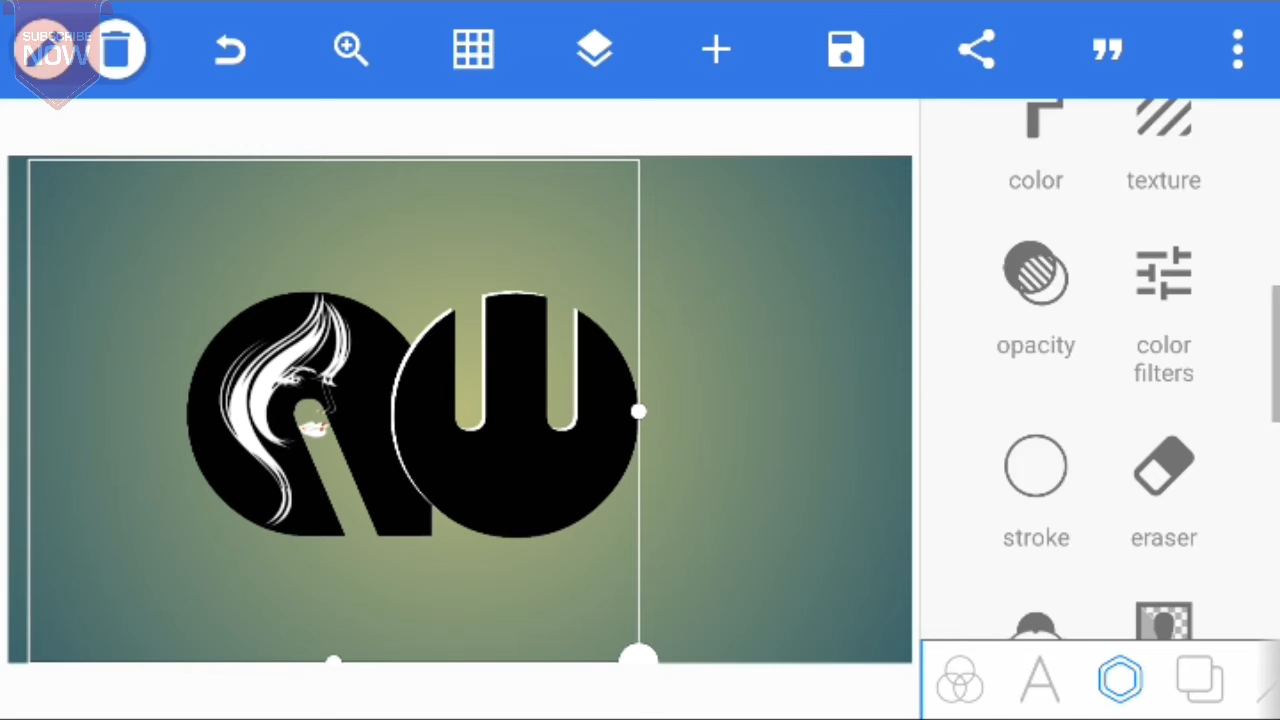 SUBSCRIBE
NOW
color
texture
opacity
color
filters
stroke
eraser